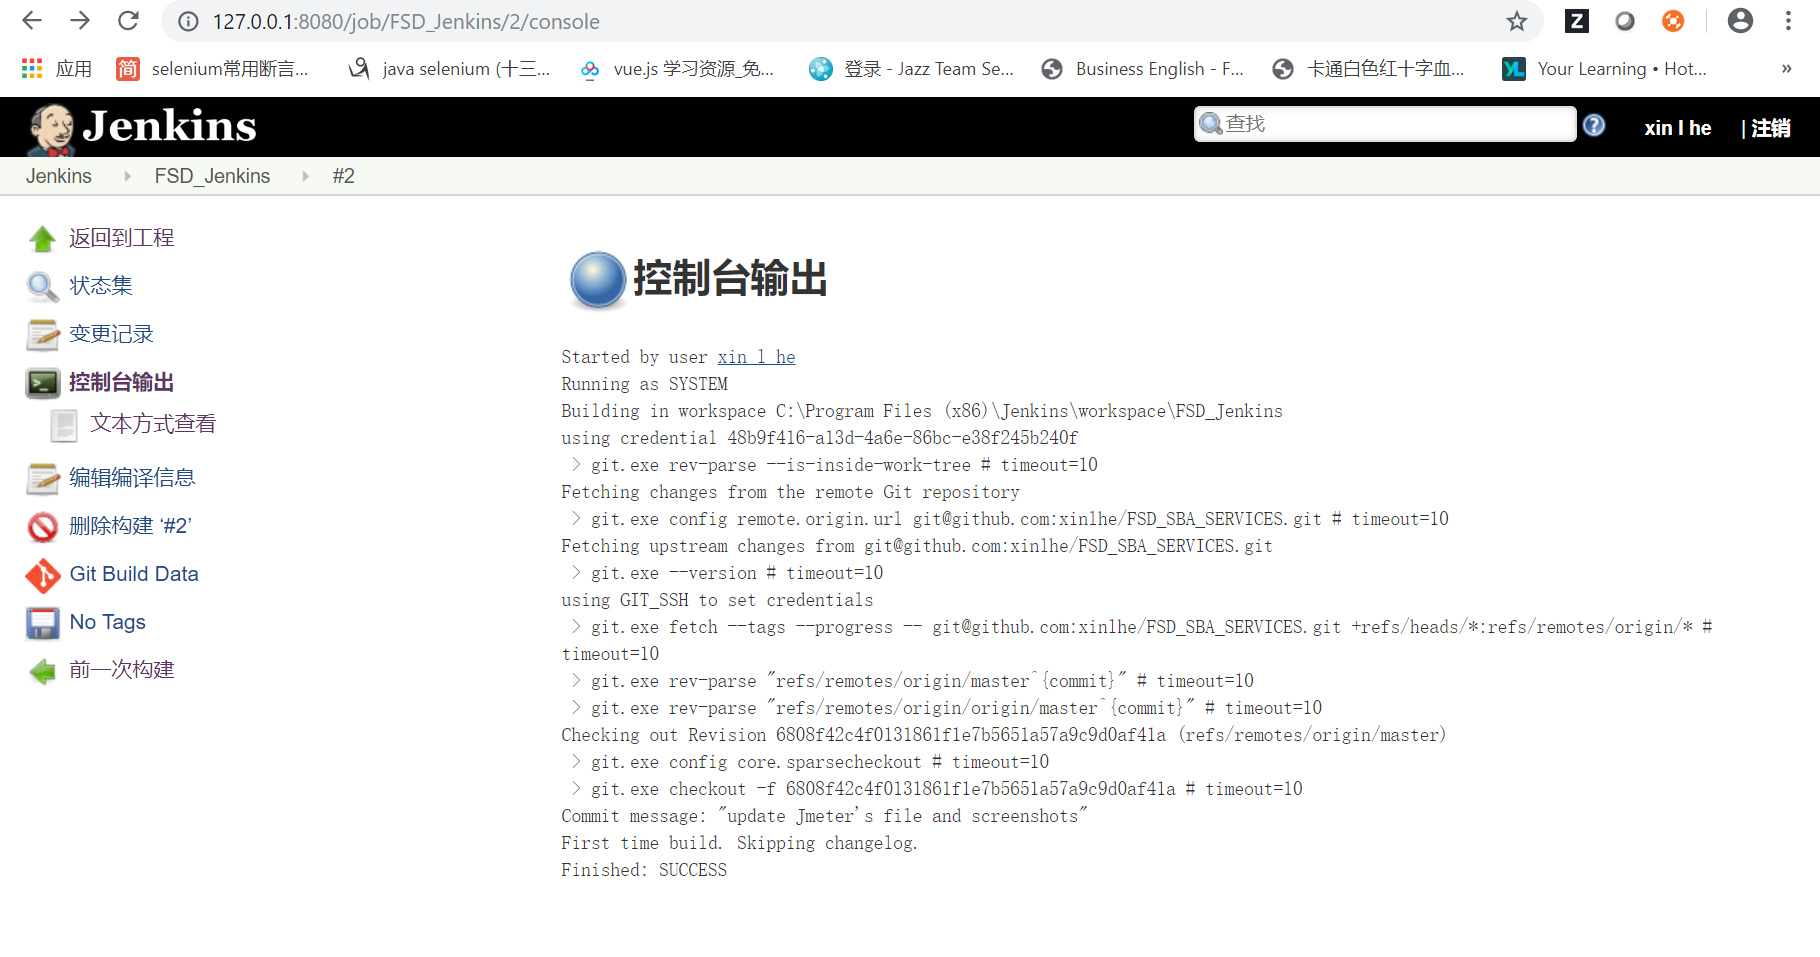 127.0.0.1:8080/job/FSD_Jenkins/2/console
Z
应用 简 selenium常用断言... java selenium (十三... vue.js 学习资源_免... 登录 - Jazz Team Se... Business English - F... 卡通白色红十字血... YL Your Learning • Hot... »
Jenkins 查找 ? xin l he | 注销
Jenkins FSD_Jenkins #2
返回到工程
状态集
变更记录
控制台输出
文本方式查看
编辑编译信息
删除构建 ‘#2’
Git Build Data
No Tags
前一次构建
控制台输出
Started by user xin l he
Running as SYSTEM
Building in workspace C:\Program Files (x86)\Jenkins\workspace\FSD_Jenkins
using credential 48b9f416-a13d-4a6e-86bc-e38f245b240f
> git.exe rev-parse --is-inside-work-tree # timeout=10
Fetching changes from the remote Git repository
> git.exe config remote.origin.url git@github.com:xinlhe/FSD_SBA_SERVICES.git # timeout=10
Fetching upstream changes from git@github.com:xinlhe/FSD_SBA_SERVICES.git
> git.exe --version # timeout=10
using GIT_SSH to set credentials
> git.exe fetch --tags --progress -- git@github.com:xinlhe/FSD_SBA_SERVICES.git +refs/heads/*:refs/remotes/origin/* #
timeout=10
> git.exe rev-parse "refs/remotes/origin/master^{commit}" # timeout=10
> git.exe rev-parse "refs/remotes/origin/origin/master^{commit}" # timeout=10
Checking out Revision 6808f42c4f0131861f1e7b5651a57a9c9d0af41a (refs/remotes/origin/master)
> git.exe config core.sparsecheckout # timeout=10
> git.exe checkout -f 6808f42c4f0131861f1e7b5651a57a9c9d0af41a # timeout=10
Commit message: "update Jmeter's file and screenshots"
First time build. Skipping changelog.
Finished: SUCCESS